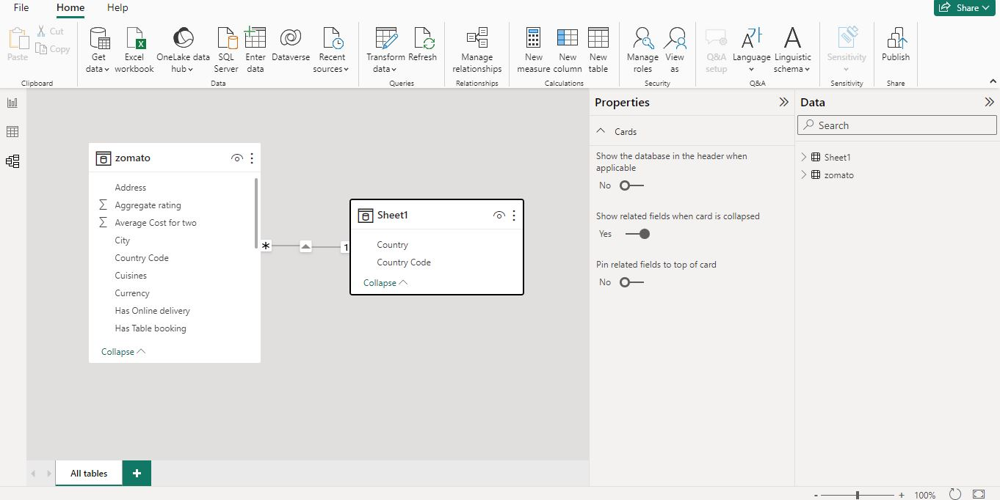 File Home Help
Share
Paste
Cut
Copy
Get data
Excel workbook
OneLake data hub
SQL Server
Enter data
Dataverse
Recent sources
Transform data
Refresh
Manage relationships
New measure
New column
New table
Manage roles
View as
Q&A setup
Language
Linguistic schema
Sensitivity
Publish
Clipboard
Data
Queries
Relationships
Calculations
Security
Q&A
Sensitivity
Share
zomato
Address
Σ Aggregate rating
Σ Average Cost for two
City
Country Code
Cuisines
Currency
Has Online delivery
Has Table booking
Collapse
* 1
Sheet1
Country
Country Code
Collapse
Properties
Cards
Show the database in the header when
applicable
No
Show related fields when card is collapsed
Yes
Pin related fields to top of card
No
Data
Search
Sheet1
zomato
All tables +
- + 100%